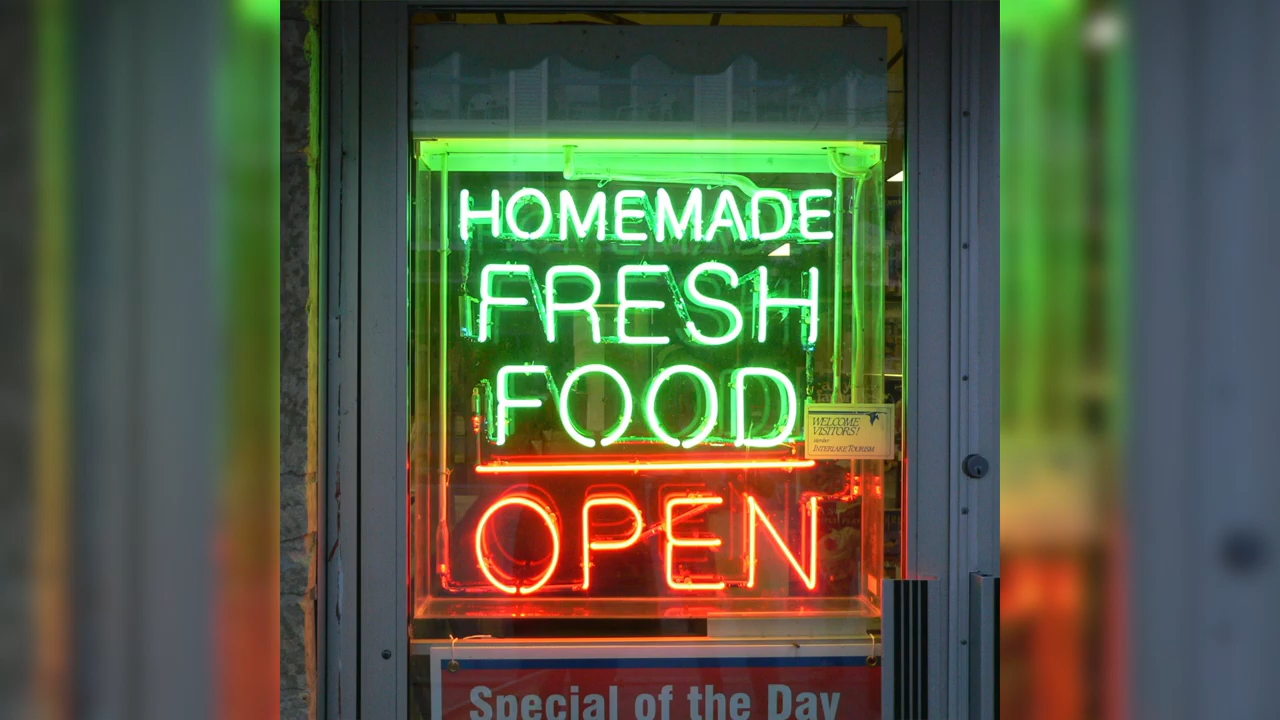 HOMEMADE
FRESH
FOOD
WELCOME
VISITORS!
INTERLAKE TOURISM
OPEN
Special of the Day